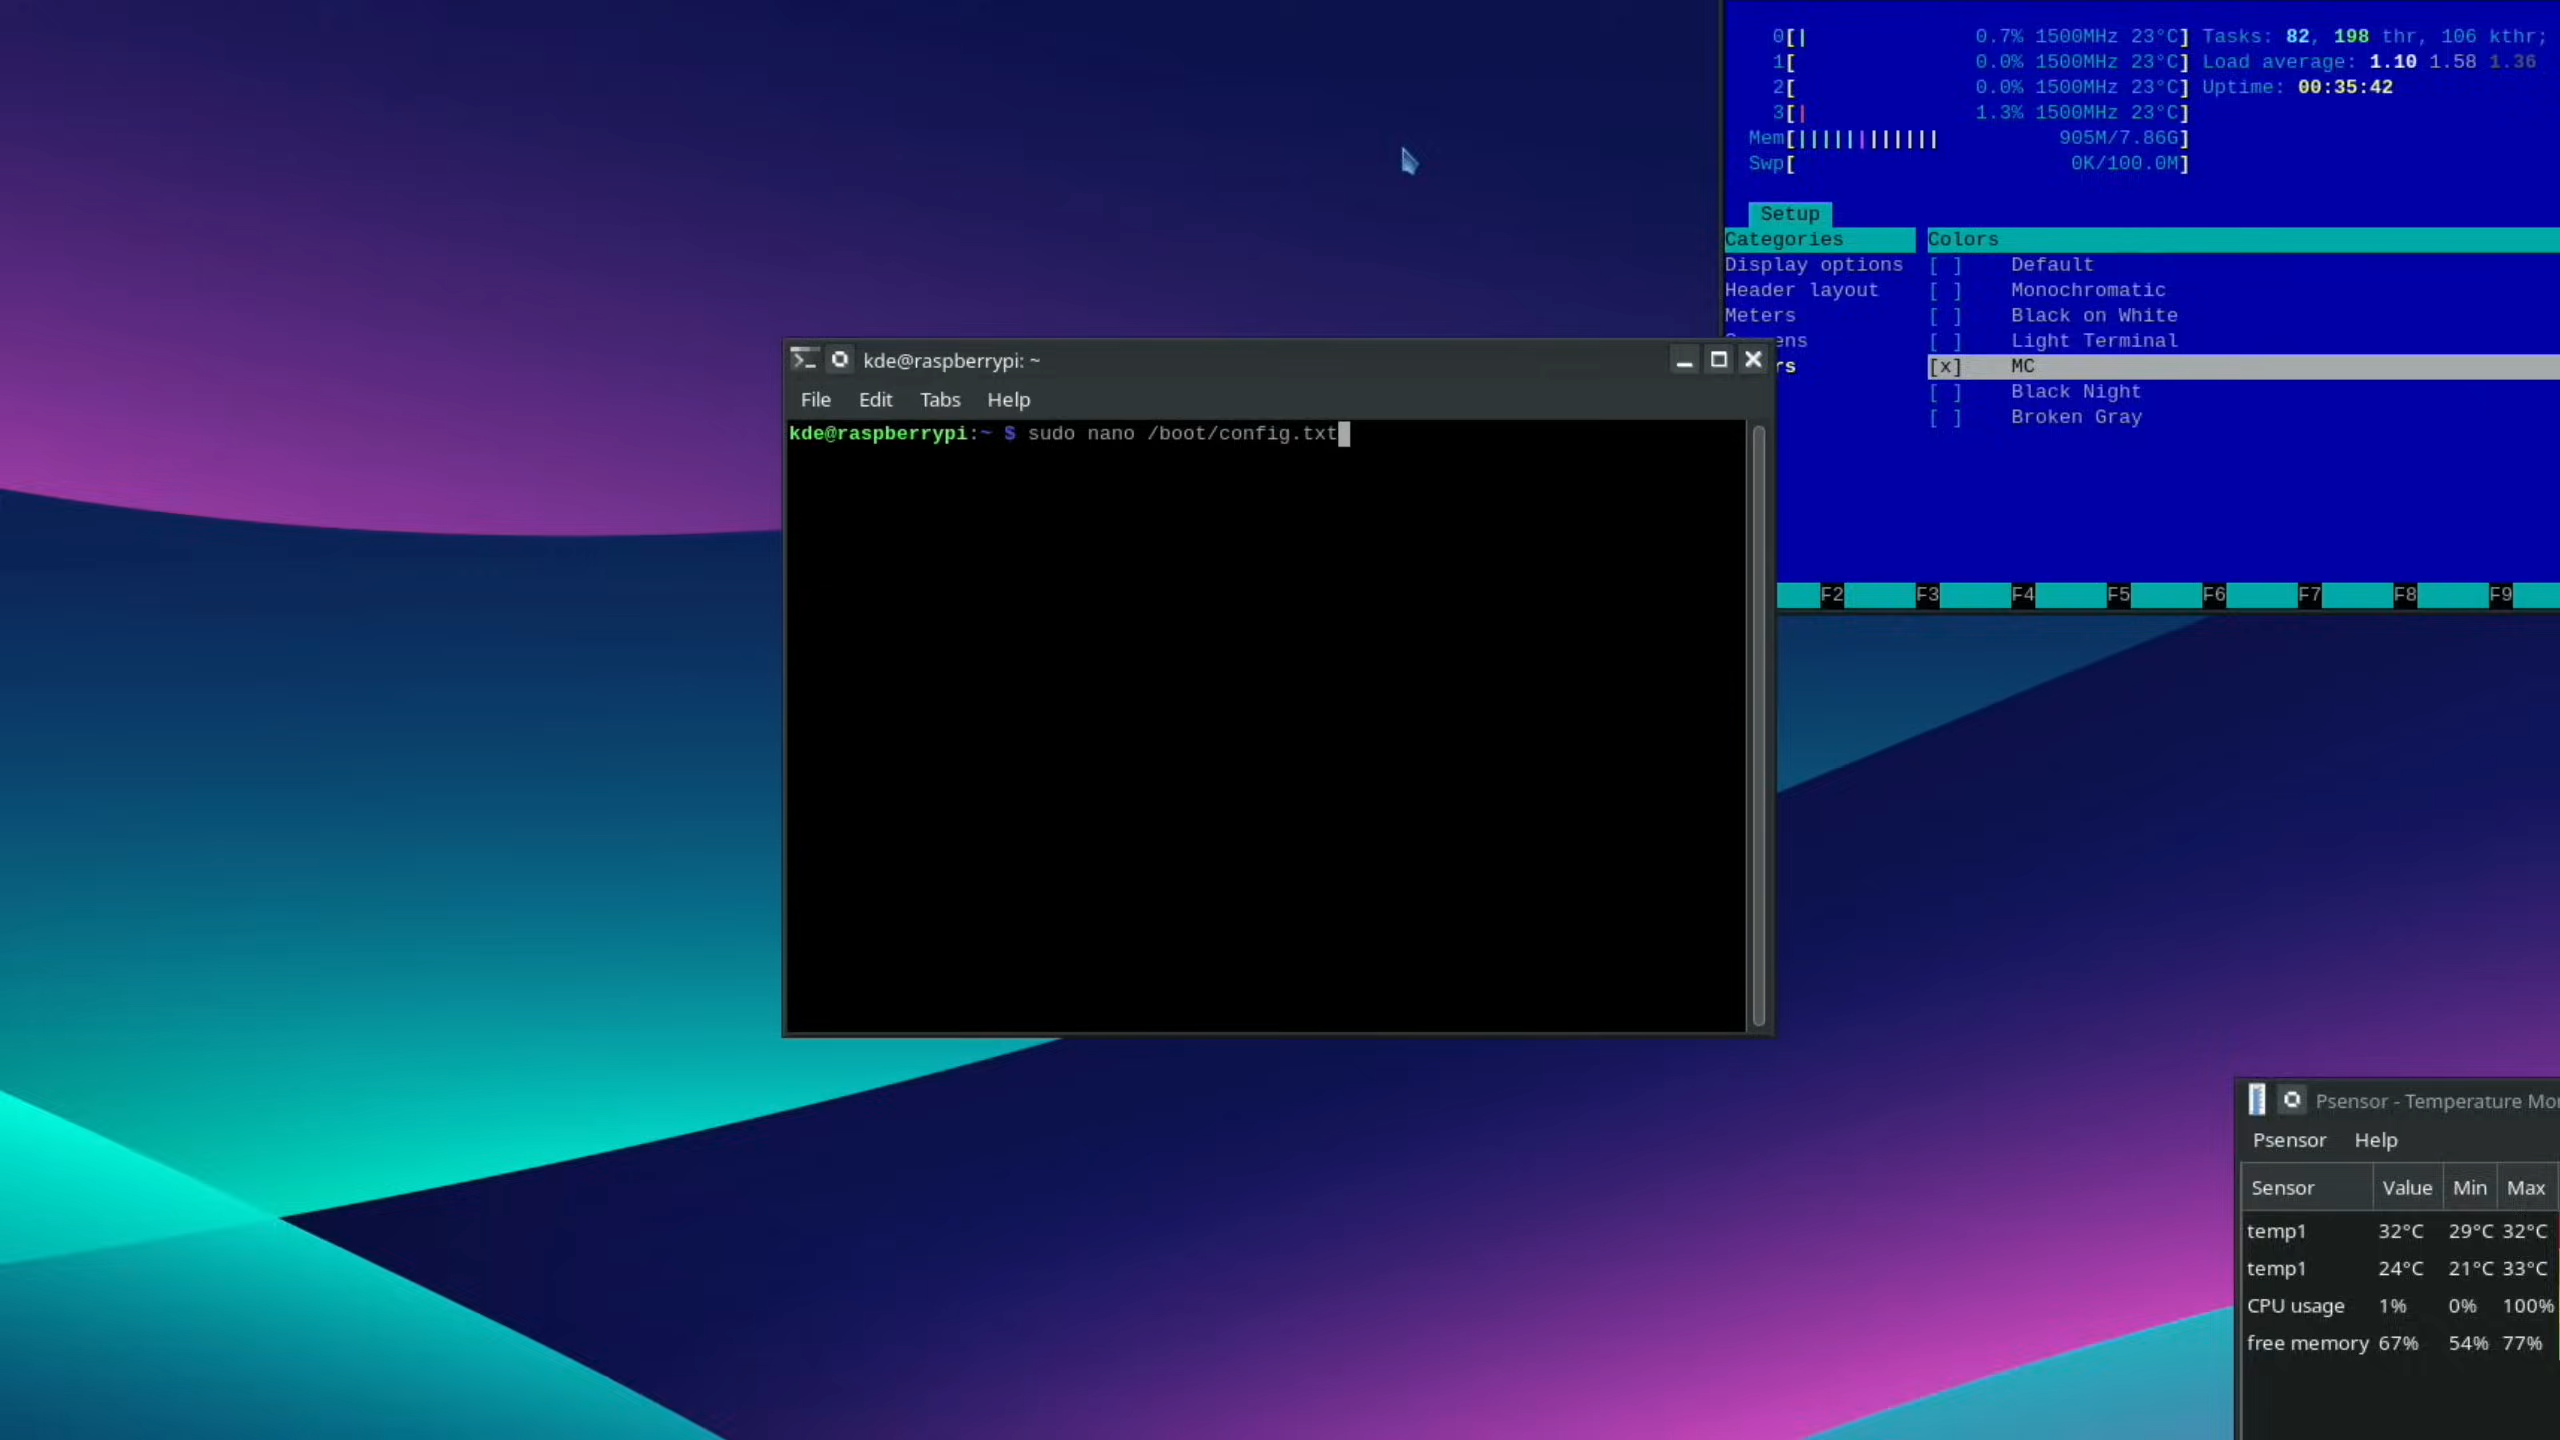 0[| 0.7% 1500MHz 23°C] Tasks: 82, 198 thr, 106 kthr;
1[ 0.0% 1500MHz 23°C] Load average: 1.10 1.58 1.36
2[ 0.0% 1500MHz 23°C] Uptime: 00:35:42
3[| 1.3% 1500MHz 23°C]
Mem[|||||||||||| 905M/7.86G]
Swp[ 0K/100.0M]
Setup
Categories Colors
Display options [ ] Default
Header layout [ ] Monochromatic
Meters [ ] Black on White
ens [ ] Light Terminal
rs [x] MC
[ ] Black Night
[ ] Broken Gray
F2 F3 F4 F5 F6 F7 F8 F9
kde@raspberrypi: ~
File Edit Tabs Help
kde@raspberrypi:~ $ sudo nano /boot/config.txt
Psensor - Temperature Mon
Psensor Help
Sensor Value Min Max
temp1 32°C 29°C 32°C
temp1 24°C 21°C 33°C
CPU usage 1% 0% 100%
free memory 67% 54% 77%